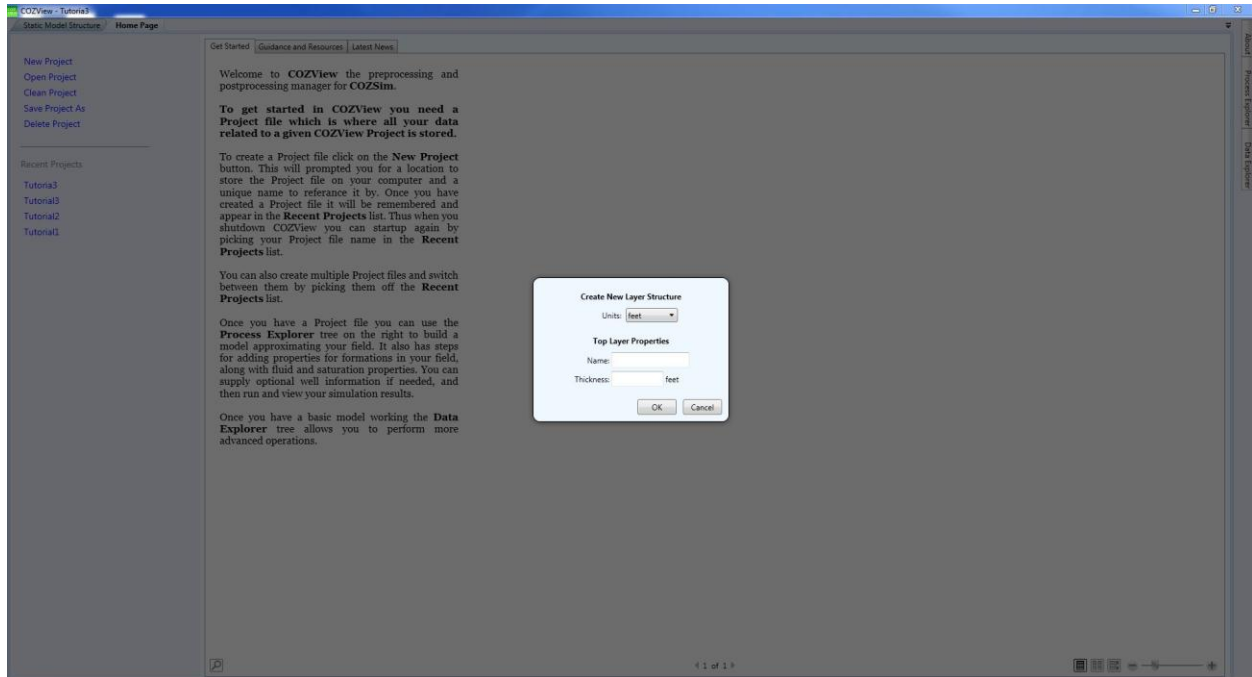 COZView - Tutoria3
Static Model Structure Home Page
New Project
Open Project
Clean Project
Save Project As
Delete Project
Recent Projects
Tutoria3
Tutorial3
Tutorial2
Tutorial1
Get Started Guidance and Resources Latest News
Welcome to COZView the preprocessing and
postprocessing manager for COZSim.
To get started in COZView you need a
Project file which is where all your data
related to a given COZView Project is stored.
To create a Project file click on the New Project
button. This will prompted you for a location to
store the Project file on your computer and a
unique name to referance it by. Once you have
created a Project file it will be remembered and
appear in the Recent Projects list. Thus when you
shutdown COZView you can startup again by
picking your Project file name in the Recent
Projects list.
You can also create multiple Project files and switch
between them by picking them off the Recent
Projects list.
Once you have a Project file you can use the
Process Explorer tree on the right to build a
model approximating your field. It also has steps
for adding properties for formations in your field,
along with fluid and saturation properties. You can
supply optional well information if needed, and
then run and view your simulation results.
Once you have a basic model working the Data
Explorer tree allows you to perform more
advanced operations.
Create New Layer Structure
Units: feet
Top Layer Properties
Name:
Thickness: feet
OK Cancel
1 of 1
About
Process Explorer
Data Explorer